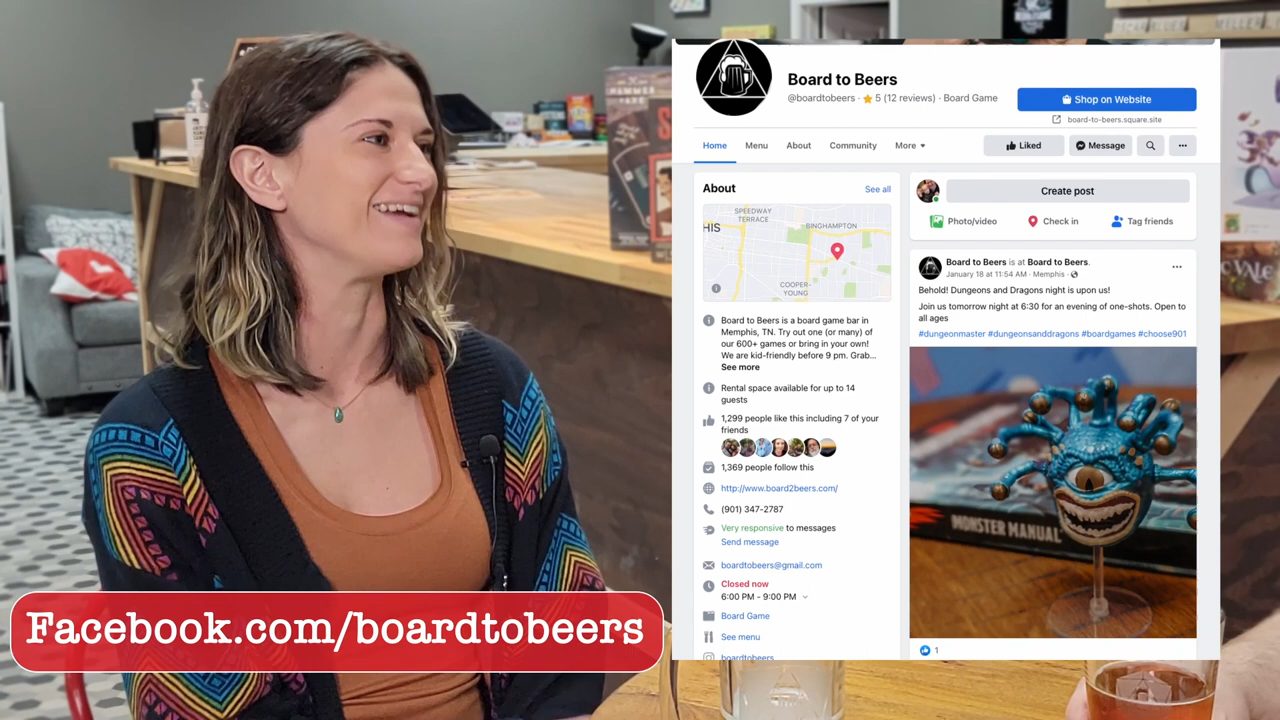 Board to Beers
@boardtobeers · 5 (12 reviews) · Board Game
Shop on Website
board-to-beers.square.site
Home Menu About Community More
Liked Message
About See all
SPEEDWAY
TERRACE
HIS
BINGHAMPTON
COOPER-
YOUNG
Board to Beers is a board game bar in
Memphis, TN. Try out one (or many) of
our 600+ games or bring in your own!
We are kid-friendly before 9 pm. Grab...
See more
Rental space available for up to 14
guests
1,299 people like this including 7 of your
friends
1,369 people follow this
http://www.board2beers.com/
(901) 347-2787
Very responsive to messages
Send message
boardtobeers@gmail.com
Closed now
6:00 PM - 9:00 PM
Board Game
See menu
boardtobeers
Create post
Photo/video Check in Tag friends
Board to Beers is at Board to Beers.
January 18 at 11:54 AM · Memphis ·
Behold! Dungeons and Dragons night is upon us!
Join us tomorrow night at 6:30 for an evening of one-shots. Open to
all ages
#dungeonmaster #dungeonsanddragons #boardgames #choose901
MONSTER MANUAL
1
Facebook.com/boardtobeers